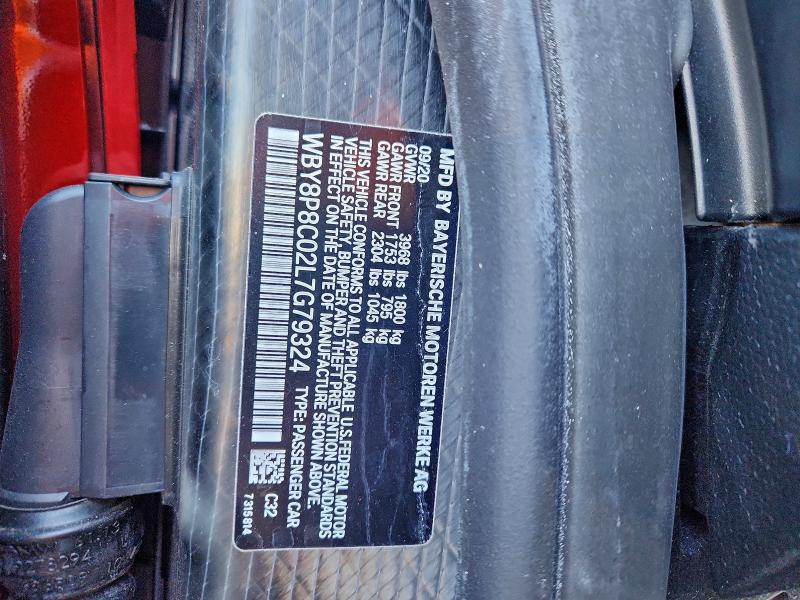 MFD BY BAYERISCHE MOTOREN WERKE AG
09/20
GVWR 3968 lbs 1800 kg
GAWR FRONT 1753 lbs 795 kg
GAWR REAR 2304 lbs 1045 kg
THIS VEHICLE CONFORMS TO ALL APPLICABLE U.S. FEDERAL MOTOR
VEHICLE SAFETY, BUMPER AND THEFT PREVENTION STANDARDS
IN EFFECT ON THE DATE OF MANUFACTURE SHOWN ABOVE.
WBY8P8C02L7G79324 TYPE: PASSENGER CAR
C32
7315814